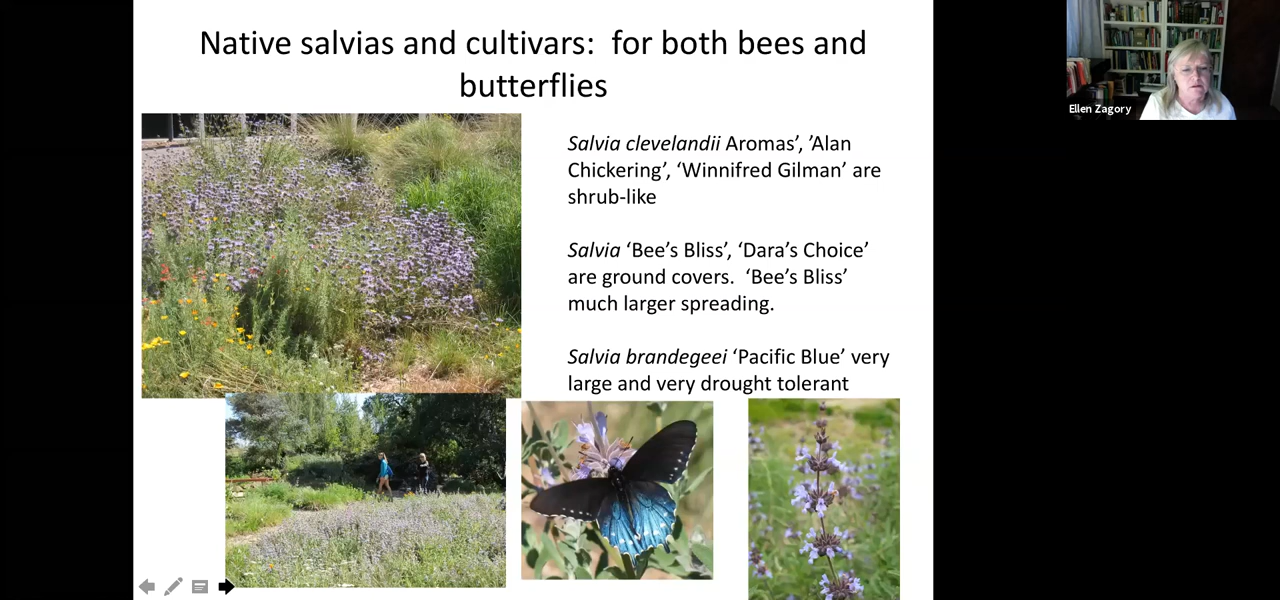 Native salvias and cultivars:  for both bees and
butterflies
Ellen Zagory
Salvia clevelandii Aromas’, ’Alan
Chickering’, ‘Winnifred Gilman’ are
shrub-like
Salvia ‘Bee’s Bliss’, ‘Dara’s Choice’
are ground covers.  ‘Bee’s Bliss’
much larger spreading.
Salvia brandegeei ‘Pacific Blue’ very
large and very drought tolerant